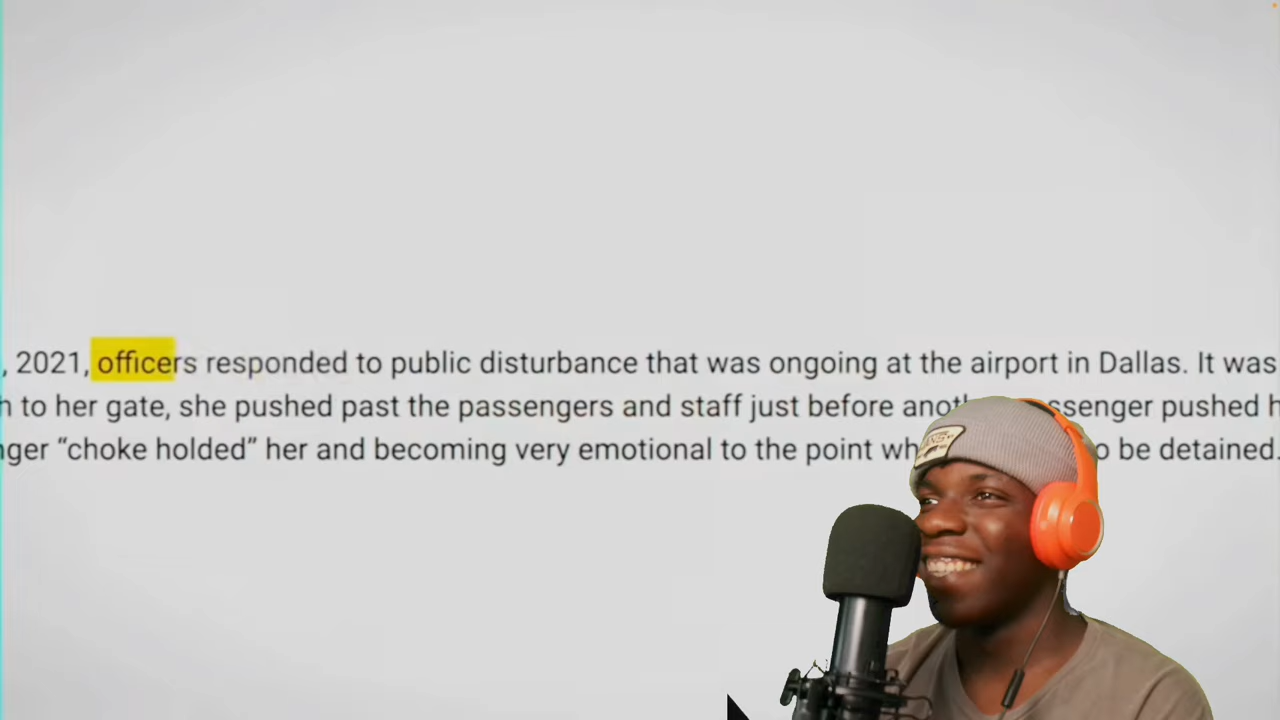 , 2021, officers responded to public disturbance that was ongoing at the airport in Dallas. It was
to her gate, she pushed past the passengers and staff just before pushed
"choke holded" her and becoming very emotional to the point to be detained.
VANS